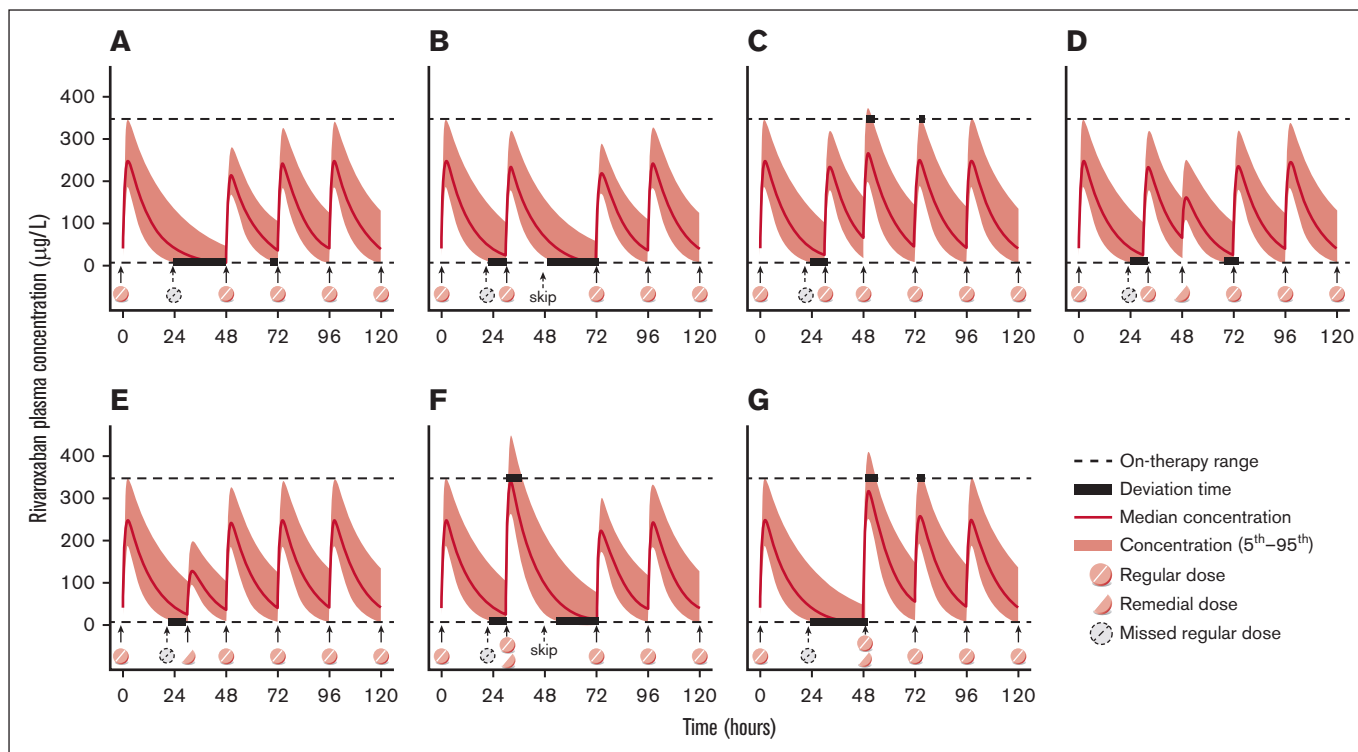 A B C D
Rivaroxaban plasma concentration (µg/L)
400
300
200
100
0
skip
0 24 48 72 96 120
0 24 48 72 96 120
0 24 48 72 96 120
0 24 48 72 96 120
E F G
400
300
200
100
0
skip
0 24 48 72 96 120
0 24 48 72 96 120
0 24 48 72 96 120
Time (hours)
On-therapy range
Deviation time
Median concentration
Concentration (5th–95th)
Regular dose
Remedial dose
Missed regular dose